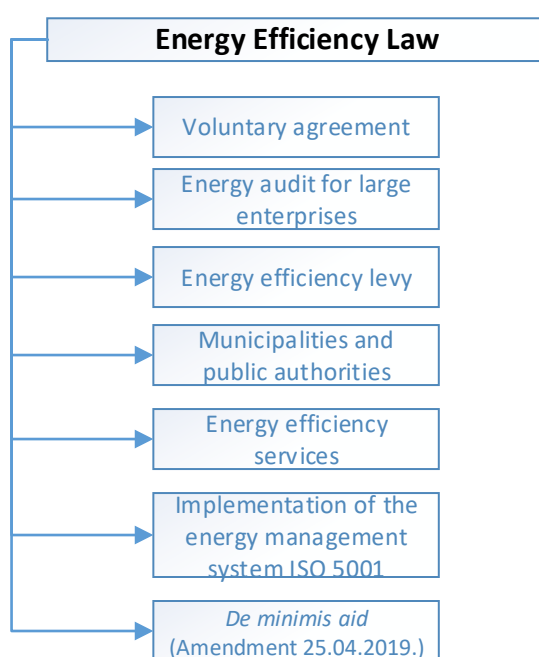 Energy Efficiency Law
Voluntary agreement
Energy audit for large
enterprises
Energy efficiency levy
Municipalities and
public authorities
Energy efficiency
services
Implementation of the
energy management
system ISO 5001
De minimis aid
(Amendment 25.04.2019.)